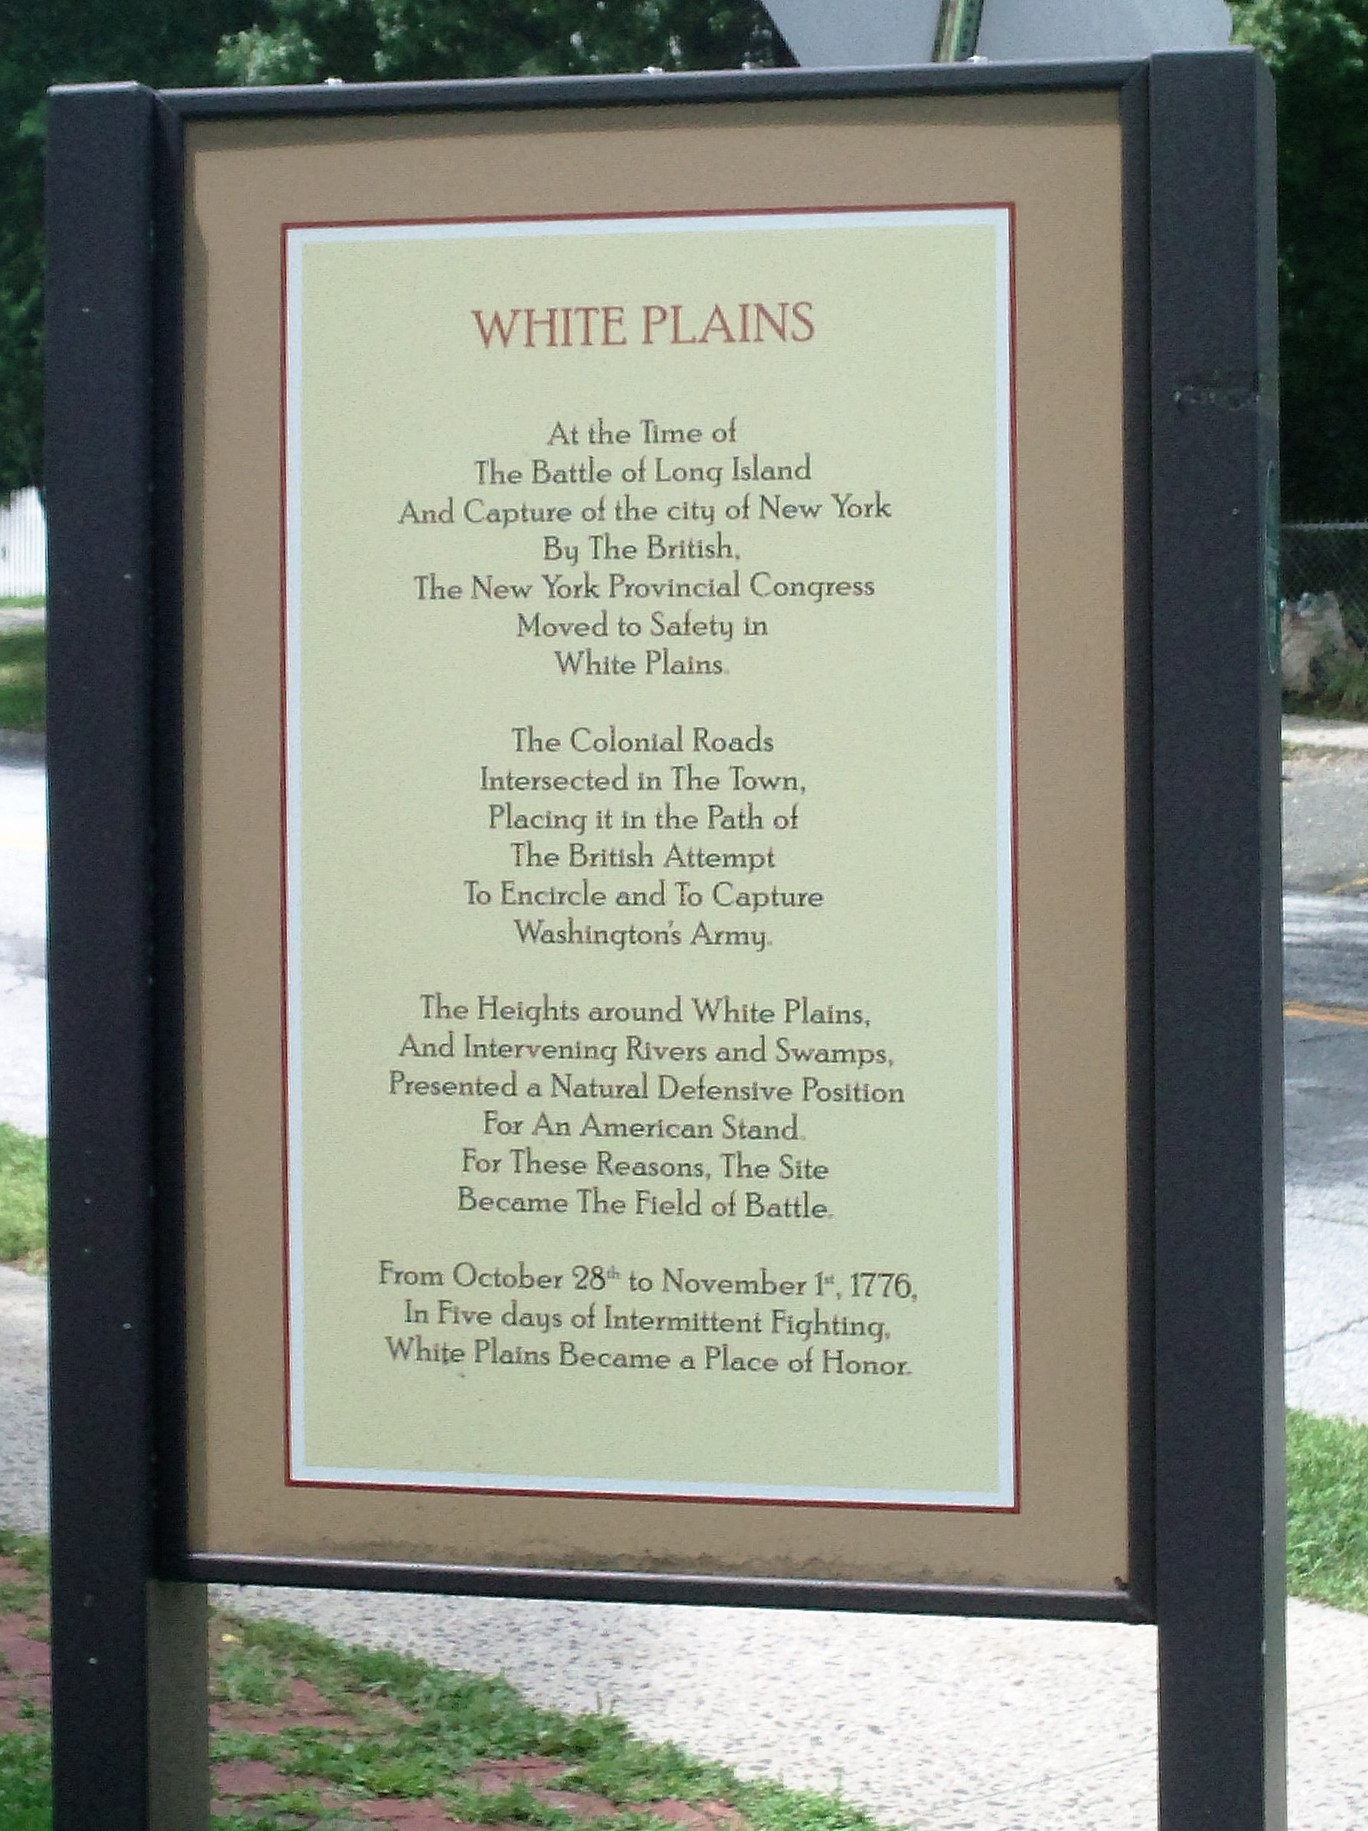 WHITE PLAINS
At the Time of
The Battle of Long Island
And Capture of the city of New York
By The British,
The New York Provincial Congress
Moved to Safety in
White Plains.
The Colonial Roads
Intersected in The Town,
Placing it in the Path of
The British Attempt
To Encircle and To Capture
Washington's Army.
The Heights around White Plains,
And Intervening Rivers and Swamps,
Presented a Natural Defensive Position
For An American Stand.
For These Reasons, The Site
Became The Field of Battle.
From October 28th to November 1st, 1776,
In Five days of Intermittent Fighting,
White Plains Became a Place of Honor.